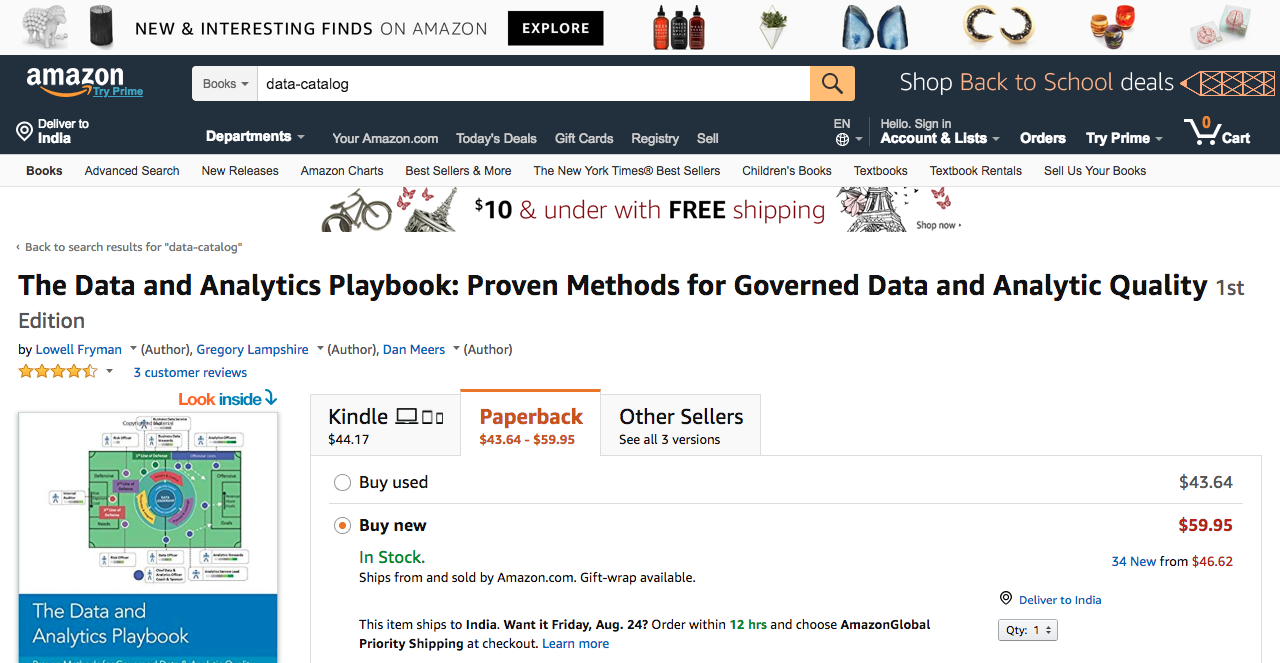 NEW & INTERESTING FINDS ON AMAZON EXPLORE
amazon
Try Prime
Books
data-catalog
Shop Back to School deals
Deliver to
India
Departments
Your Amazon.com Today's Deals Gift Cards Registry Sell
EN
Hello. Sign in
Account & Lists
Orders
Try Prime
0
Cart
Books Advanced Search New Releases Amazon Charts Best Sellers & More The New York Times® Best Sellers Children's Books Textbooks Textbook Rentals Sell Us Your Books
$10 & under with FREE shipping
Shop now ›
‹ Back to search results for "data-catalog"
The Data and Analytics Playbook: Proven Methods for Governed Data and Analytic Quality 1st
Edition
by Lowell Fryman (Author), Gregory Lampshire (Author), Dan Meers (Author)
3 customer reviews
Look inside
The Data and
Analytics Playbook
Kindle
$44.17
Paperback
$43.64 - $59.95
Other Sellers
See all 3 versions
Buy used $43.64
Buy new $59.95
In Stock.
Ships from and sold by Amazon.com. Gift-wrap available.
34 New from $46.62
Deliver to India
Qty: 1
This item ships to India. Want it Friday, Aug. 24? Order within 12 hrs and choose AmazonGlobal
Priority Shipping at checkout. Learn more